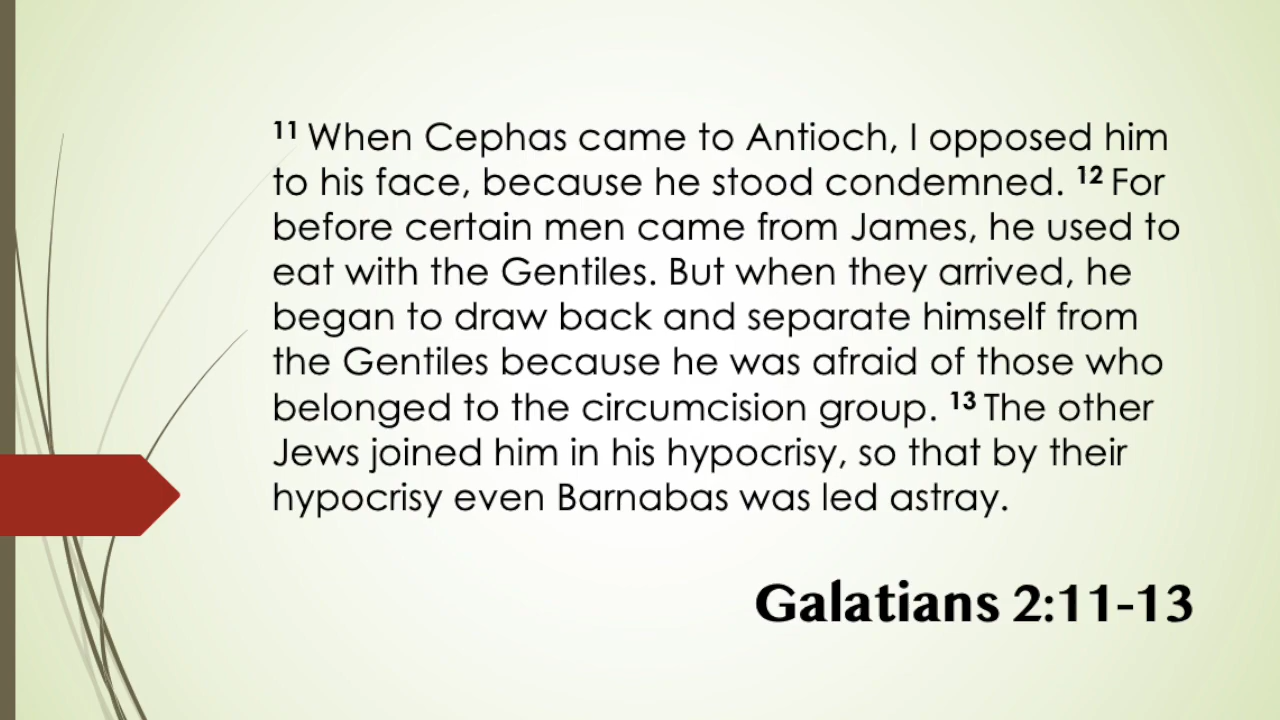 11 When Cephas came to Antioch, I opposed him
to his face, because he stood condemned. 12 For
before certain men came from James, he used to
eat with the Gentiles. But when they arrived, he
began to draw back and separate himself from
the Gentiles because he was afraid of those who
belonged to the circumcision group. 13 The other
Jews joined him in his hypocrisy, so that by their
hypocrisy even Barnabas was led astray.
Galatians 2:11-13